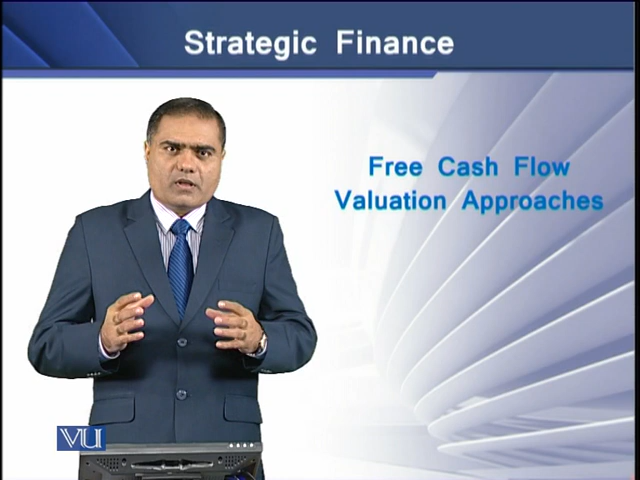 Strategic Finance
Free Cash Flow
Valuation Approaches
VU